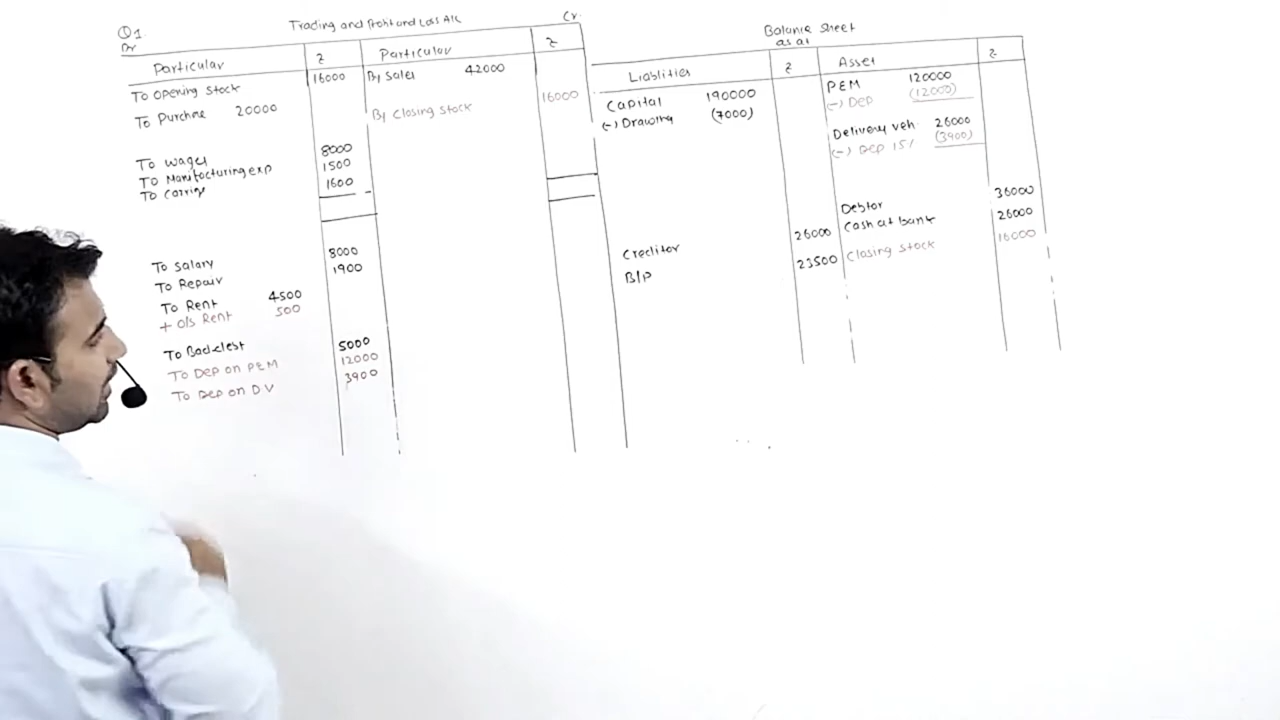 Q1.
Trading and Profit and Loss A/c
Dr
Cr.
Particular ₹ Particular ₹
To Opening Stock 16000 By Sales 42000
To Purchase 20000 By Closing Stock 16000
To wages 8000
To Manufacturing exp 1500
To Carriage 1600
To Salary 8000
To Repair 1900
To Rent 4500
+ O/s Rent 500
To Baddebt 5000
To Dep on P&M 12000
To Dep on DV 3900
Balance Sheet
as at
Liablities ₹ Asset ₹
Capital 190000 P&M 120000
(-) Drawing (7000) (-) Dep (12000)
Delivery veh. 26000
(-) Dep 15% (3900)
Debtor 36000
Creditor 26000 Cash at bank 26000
B/P 23500 Closing Stock 16000